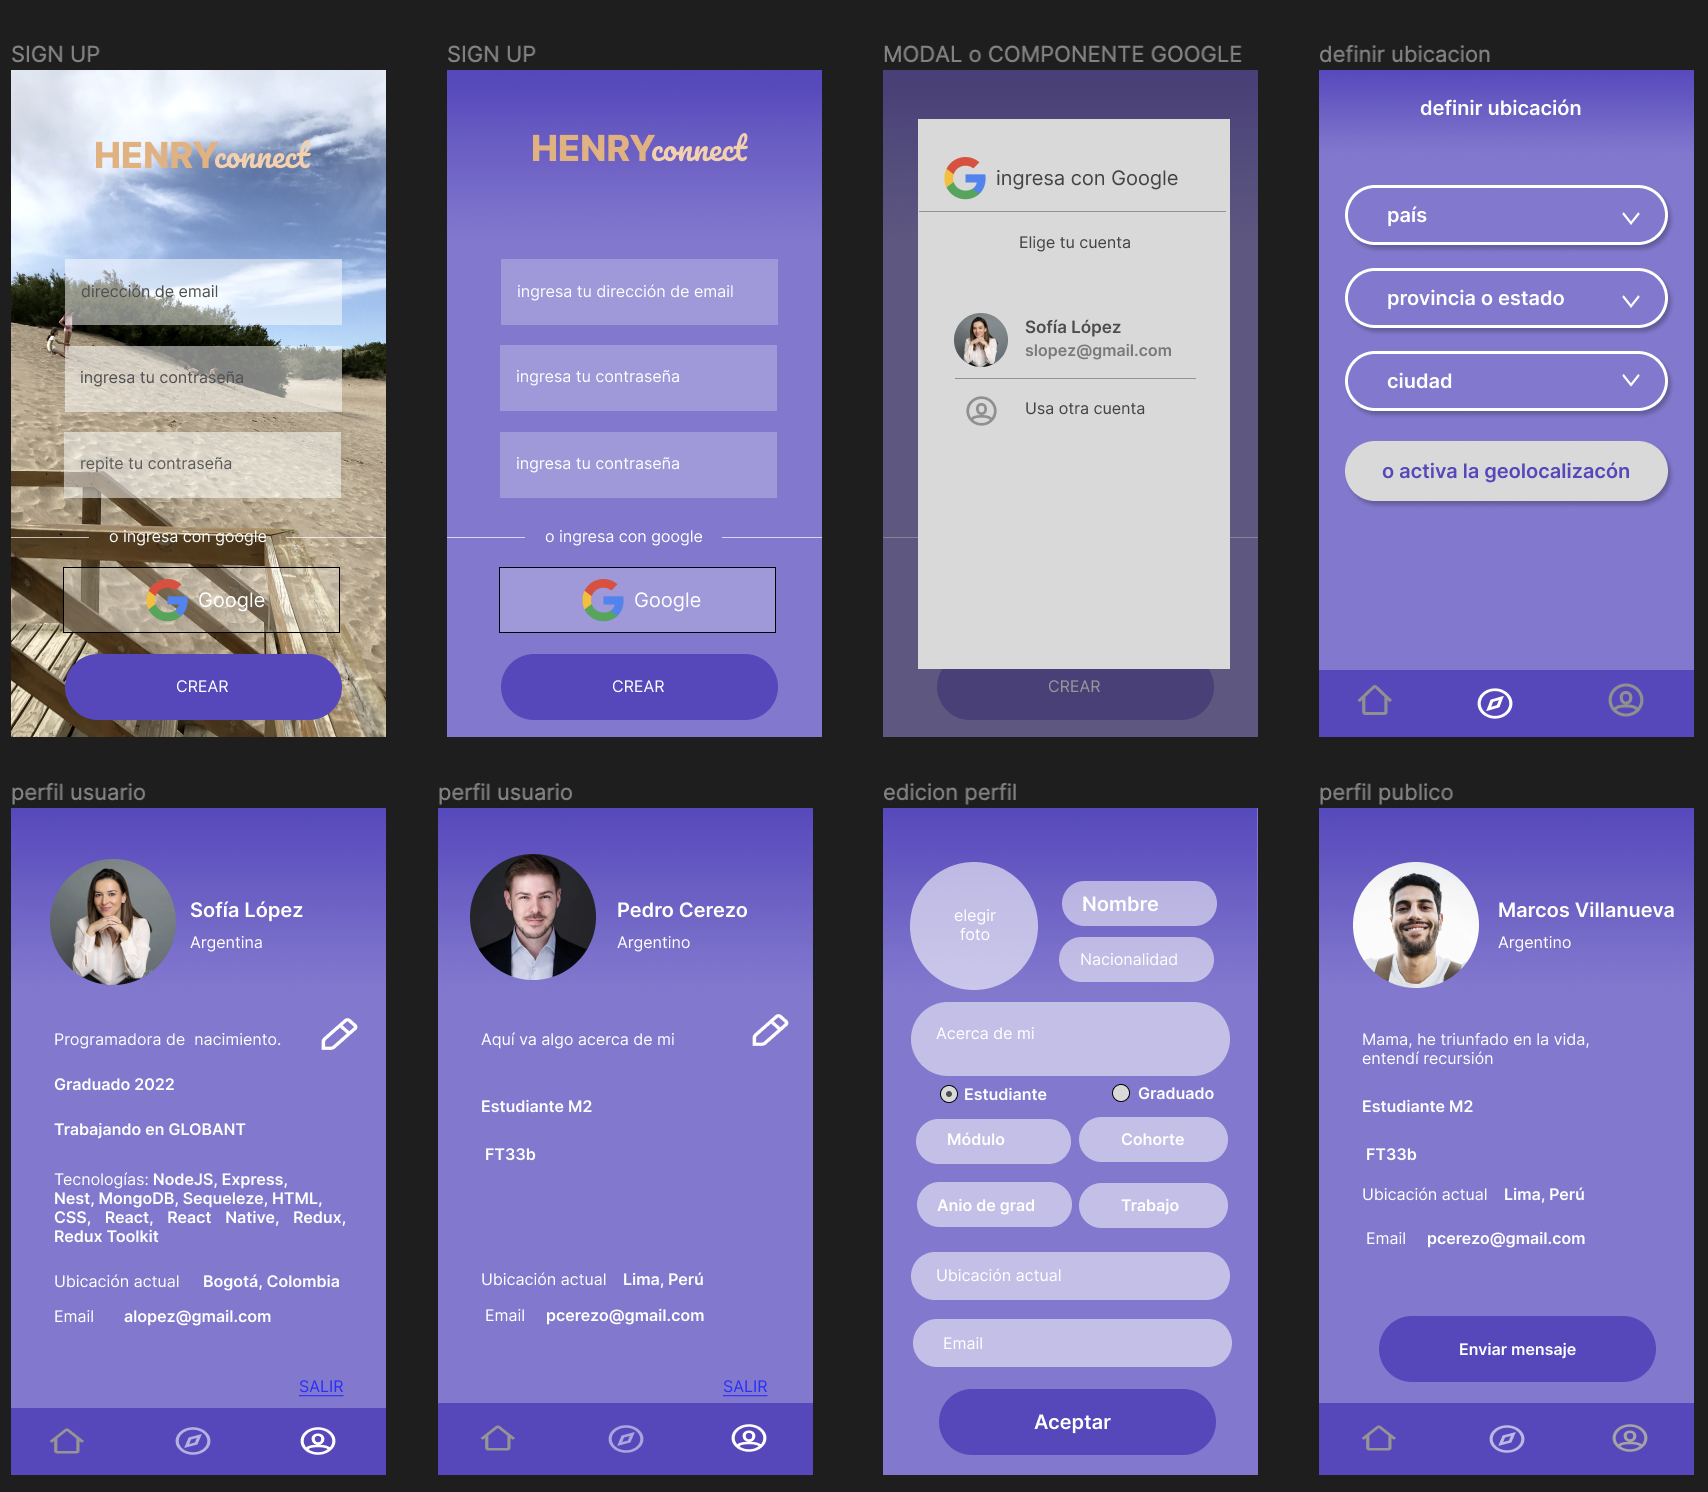 SIGN UP
HENRYconnect
dirección de email
ingresa tu contraseña
repite tu contraseña
o ingresa con google
Google
CREAR
SIGN UP
HENRYconnect
ingresa tu dirección de email
ingresa tu contraseña
ingresa tu contraseña
o ingresa con google
Google
CREAR
MODAL o COMPONENTE GOOGLE
ingresa con Google
Elige tu cuenta
Sofía López
slopez@gmail.com
Usa otra cuenta
CREAR
definir ubicacion
definir ubicación
país
provincia o estado
ciudad
o activa la geolocalizacón
perfil usuario
Sofía López
Argentina
Programadora de nacimiento.
Graduado 2022
Trabajando en GLOBANT
Tecnologías: NodeJS, Express,
Nest, MongoDB, Sequeleze, HTML,
CSS, React, React Native, Redux,
Redux Toolkit
Ubicación actual Bogotá, Colombia
Email alopez@gmail.com
SALIR
perfil usuario
Pedro Cerezo
Argentino
Aquí va algo acerca de mi
Estudiante M2
FT33b
Ubicación actual Lima, Perú
Email pcerezo@gmail.com
SALIR
edicion perfil
elegir
foto
Nombre
Nacionalidad
Acerca de mi
Estudiante Graduado
Módulo Cohorte
Anio de grad Trabajo
Ubicación actual
Email
Aceptar
perfil publico
Marcos Villanueva
Argentino
Mama, he triunfado en la vida,
entendí recursión
Estudiante M2
FT33b
Ubicación actual Lima, Perú
Email pcerezo@gmail.com
Enviar mensaje